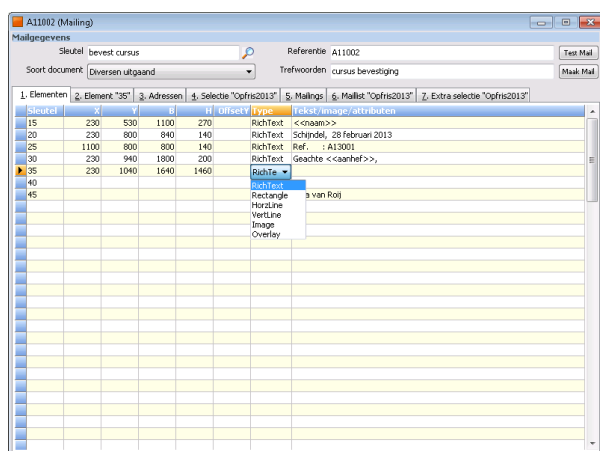 A11002 (Mailing)
Mailgegevens
Sleutel bevest cursus Referentie A11002 Test Mail
Soort document Diversen uitgaand Trefwoorden cursus bevestiging Maak Mail
1. Elementen 2. Element "35" 3. Adressen 4. Selectie "Opfris2013" 5. Mailings 6. Maillist "Opfris2013" 7. Extra selectie "Opfris2013"
Sleutel X Y B H OffsetY Type Tekst/image/attributen
15 230 530 1100 270 RichText <<naam>>
20 230 800 840 140 RichText Schijndel, 28 februari 2013
25 1100 800 800 140 RichText Ref. : A13001
30 230 940 1800 200 RichText Geachte <<aanhef>>,
35 230 1040 1640 1460 RichTe
40 RichText
45 Rectangle van Roij
HorzLine
VertLine
Image
Overlay